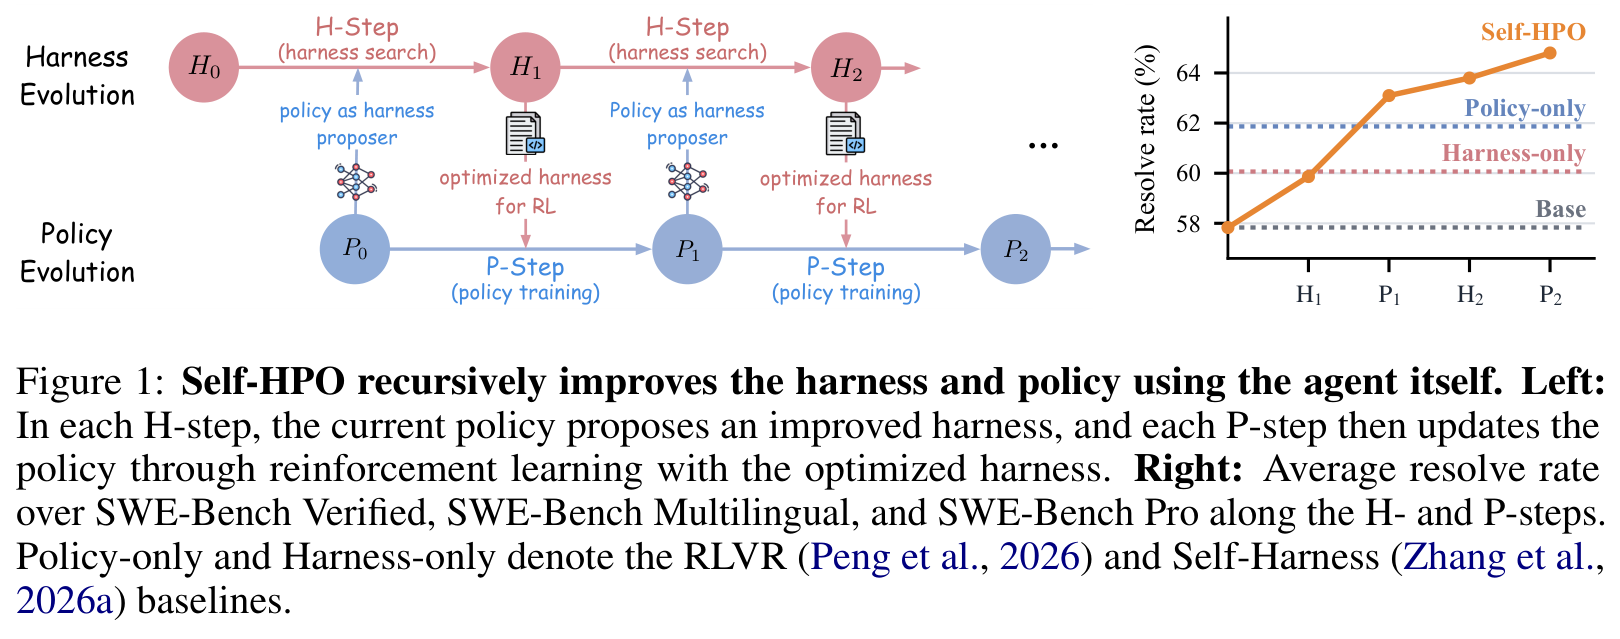 Harness
Evolution
H0
H-Step
(harness search)
H1
H-Step
(harness search)
H2
policy as harness
proposer
Policy as harness
proposer
optimized harness
for RL
optimized harness
for RL
...
Policy
Evolution
P0
P-Step
(policy training)
P1
P-Step
(policy training)
P2
Resolve rate (%)
64
62
60
58
Self-HPO
Policy-only
Harness-only
Base
H1
P1
H2
P2
Figure 1: Self-HPO recursively improves the harness and policy using the agent itself. Left:
In each H-step, the current policy proposes an improved harness, and each P-step then updates the
policy through reinforcement learning with the optimized harness. Right: Average resolve rate
over SWE-Bench Verified, SWE-Bench Multilingual, and SWE-Bench Pro along the H- and P-steps.
Policy-only and Harness-only denote the RLVR (Peng et al., 2026) and Self-Harness (Zhang et al.,
2026a) baselines.